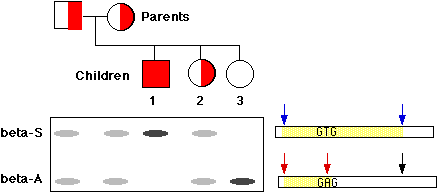 Parents
Children
1 2 3
beta-S
GTG
beta-A
GAG